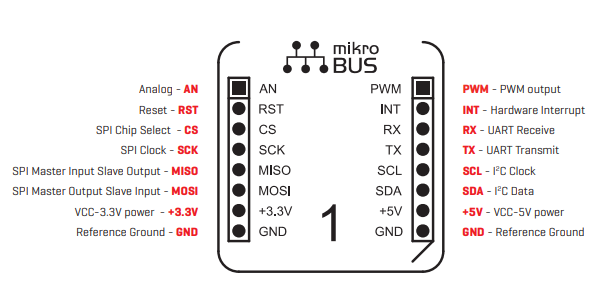 mikro
BUS
Analog - AN AN PWM PWM - PWM output
Reset - RST RST INT INT - Hardware Interrupt
SPI Chip Select - CS CS RX RX - UART Receive
SPI Clock - SCK SCK TX TX - UART Transmit
SPI Master Input Slave Output - MISO MISO SCL SCL - I²C Clock
SPI Master Output Slave Input - MOSI MOSI SDA SDA - I²C Data
VCC-3.3V power - +3.3V +3.3V +5V +5V - VCC-5V power
Reference Ground - GND GND GND GND - Reference Ground
1